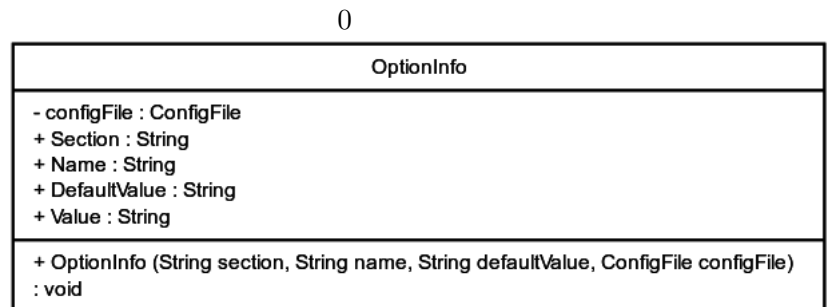 0
OptionInfo
- configFile : ConfigFile
+ Section : String
+ Name : String
+ DefaultValue : String
+ Value : String
+ OptionInfo (String section, String name, String defaultValue, ConfigFile configFile)
: void